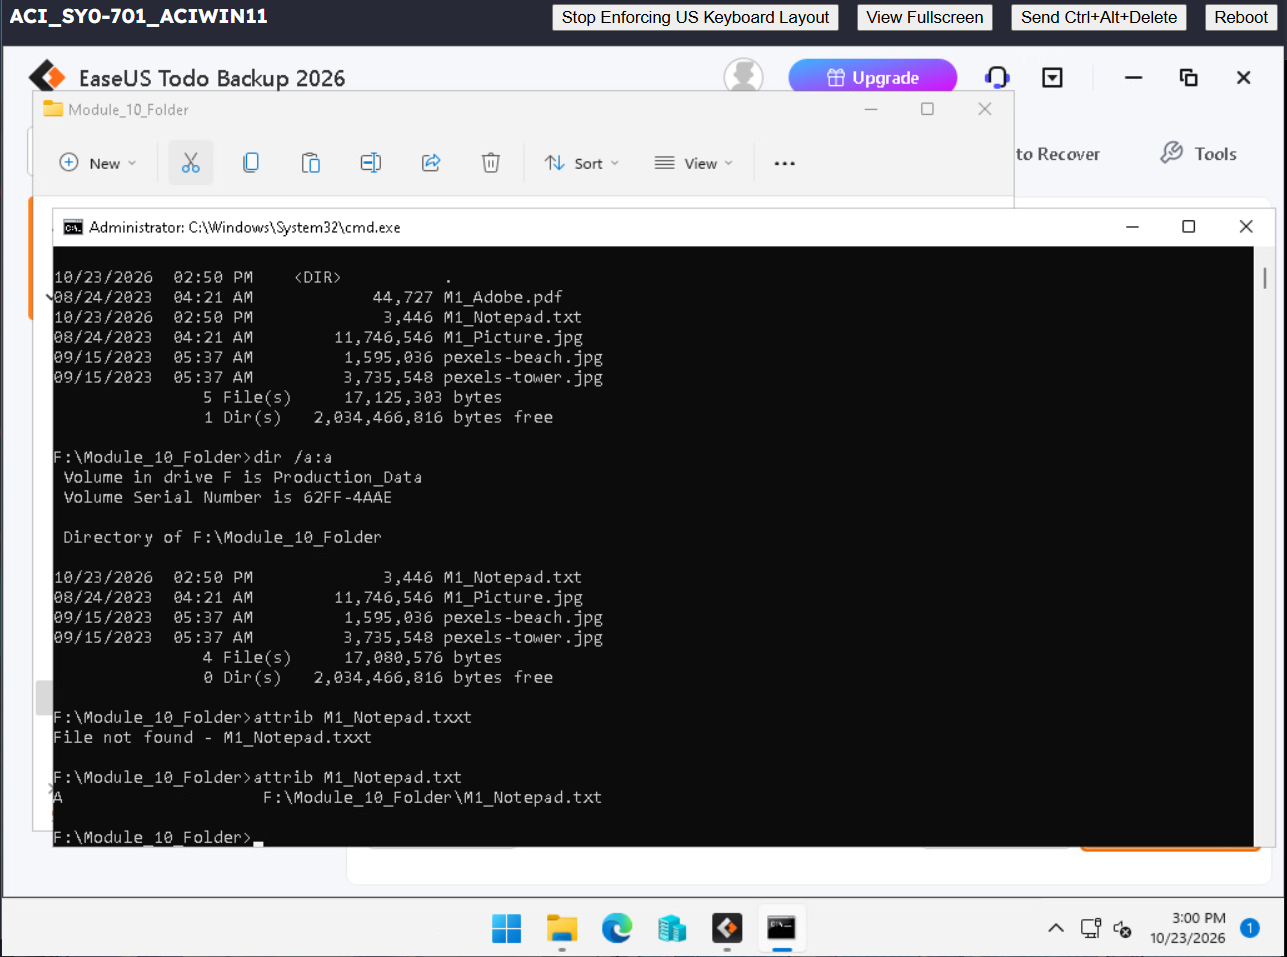 ACI_SY0-701_ACIWIN11
Stop Enforcing US Keyboard Layout View Fullscreen Send Ctrl+Alt+Delete Reboot
EaseUS Todo Backup 2026
Upgrade
Module_10_Folder
New Sort View ...
to Recover Tools
Administrator: C:\Windows\System32\cmd.exe
10/23/2026  02:50 PM    <DIR>          .
08/24/2023  04:21 AM            44,727 M1_Adobe.pdf
10/23/2026  02:50 PM             3,446 M1_Notepad.txt
08/24/2023  04:21 AM        11,746,546 M1_Picture.jpg
09/15/2023  05:37 AM         1,595,036 pexels-beach.jpg
09/15/2023  05:37 AM         3,735,548 pexels-tower.jpg
5 File(s)     17,125,303 bytes
1 Dir(s)   2,034,466,816 bytes free
F:\Module_10_Folder>dir /a:a
Volume in drive F is Production_Data
Volume Serial Number is 62FF-4AAE
Directory of F:\Module_10_Folder
10/23/2026  02:50 PM             3,446 M1_Notepad.txt
08/24/2023  04:21 AM        11,746,546 M1_Picture.jpg
09/15/2023  05:37 AM         1,595,036 pexels-beach.jpg
09/15/2023  05:37 AM         3,735,548 pexels-tower.jpg
4 File(s)     17,080,576 bytes
0 Dir(s)   2,034,466,816 bytes free
F:\Module_10_Folder>attrib M1_Notepad.txxt
File not found - M1_Notepad.txxt
F:\Module_10_Folder>attrib M1_Notepad.txt
A                    F:\Module_10_Folder\M1_Notepad.txt
F:\Module_10_Folder>_
3:00 PM
10/23/2026
1